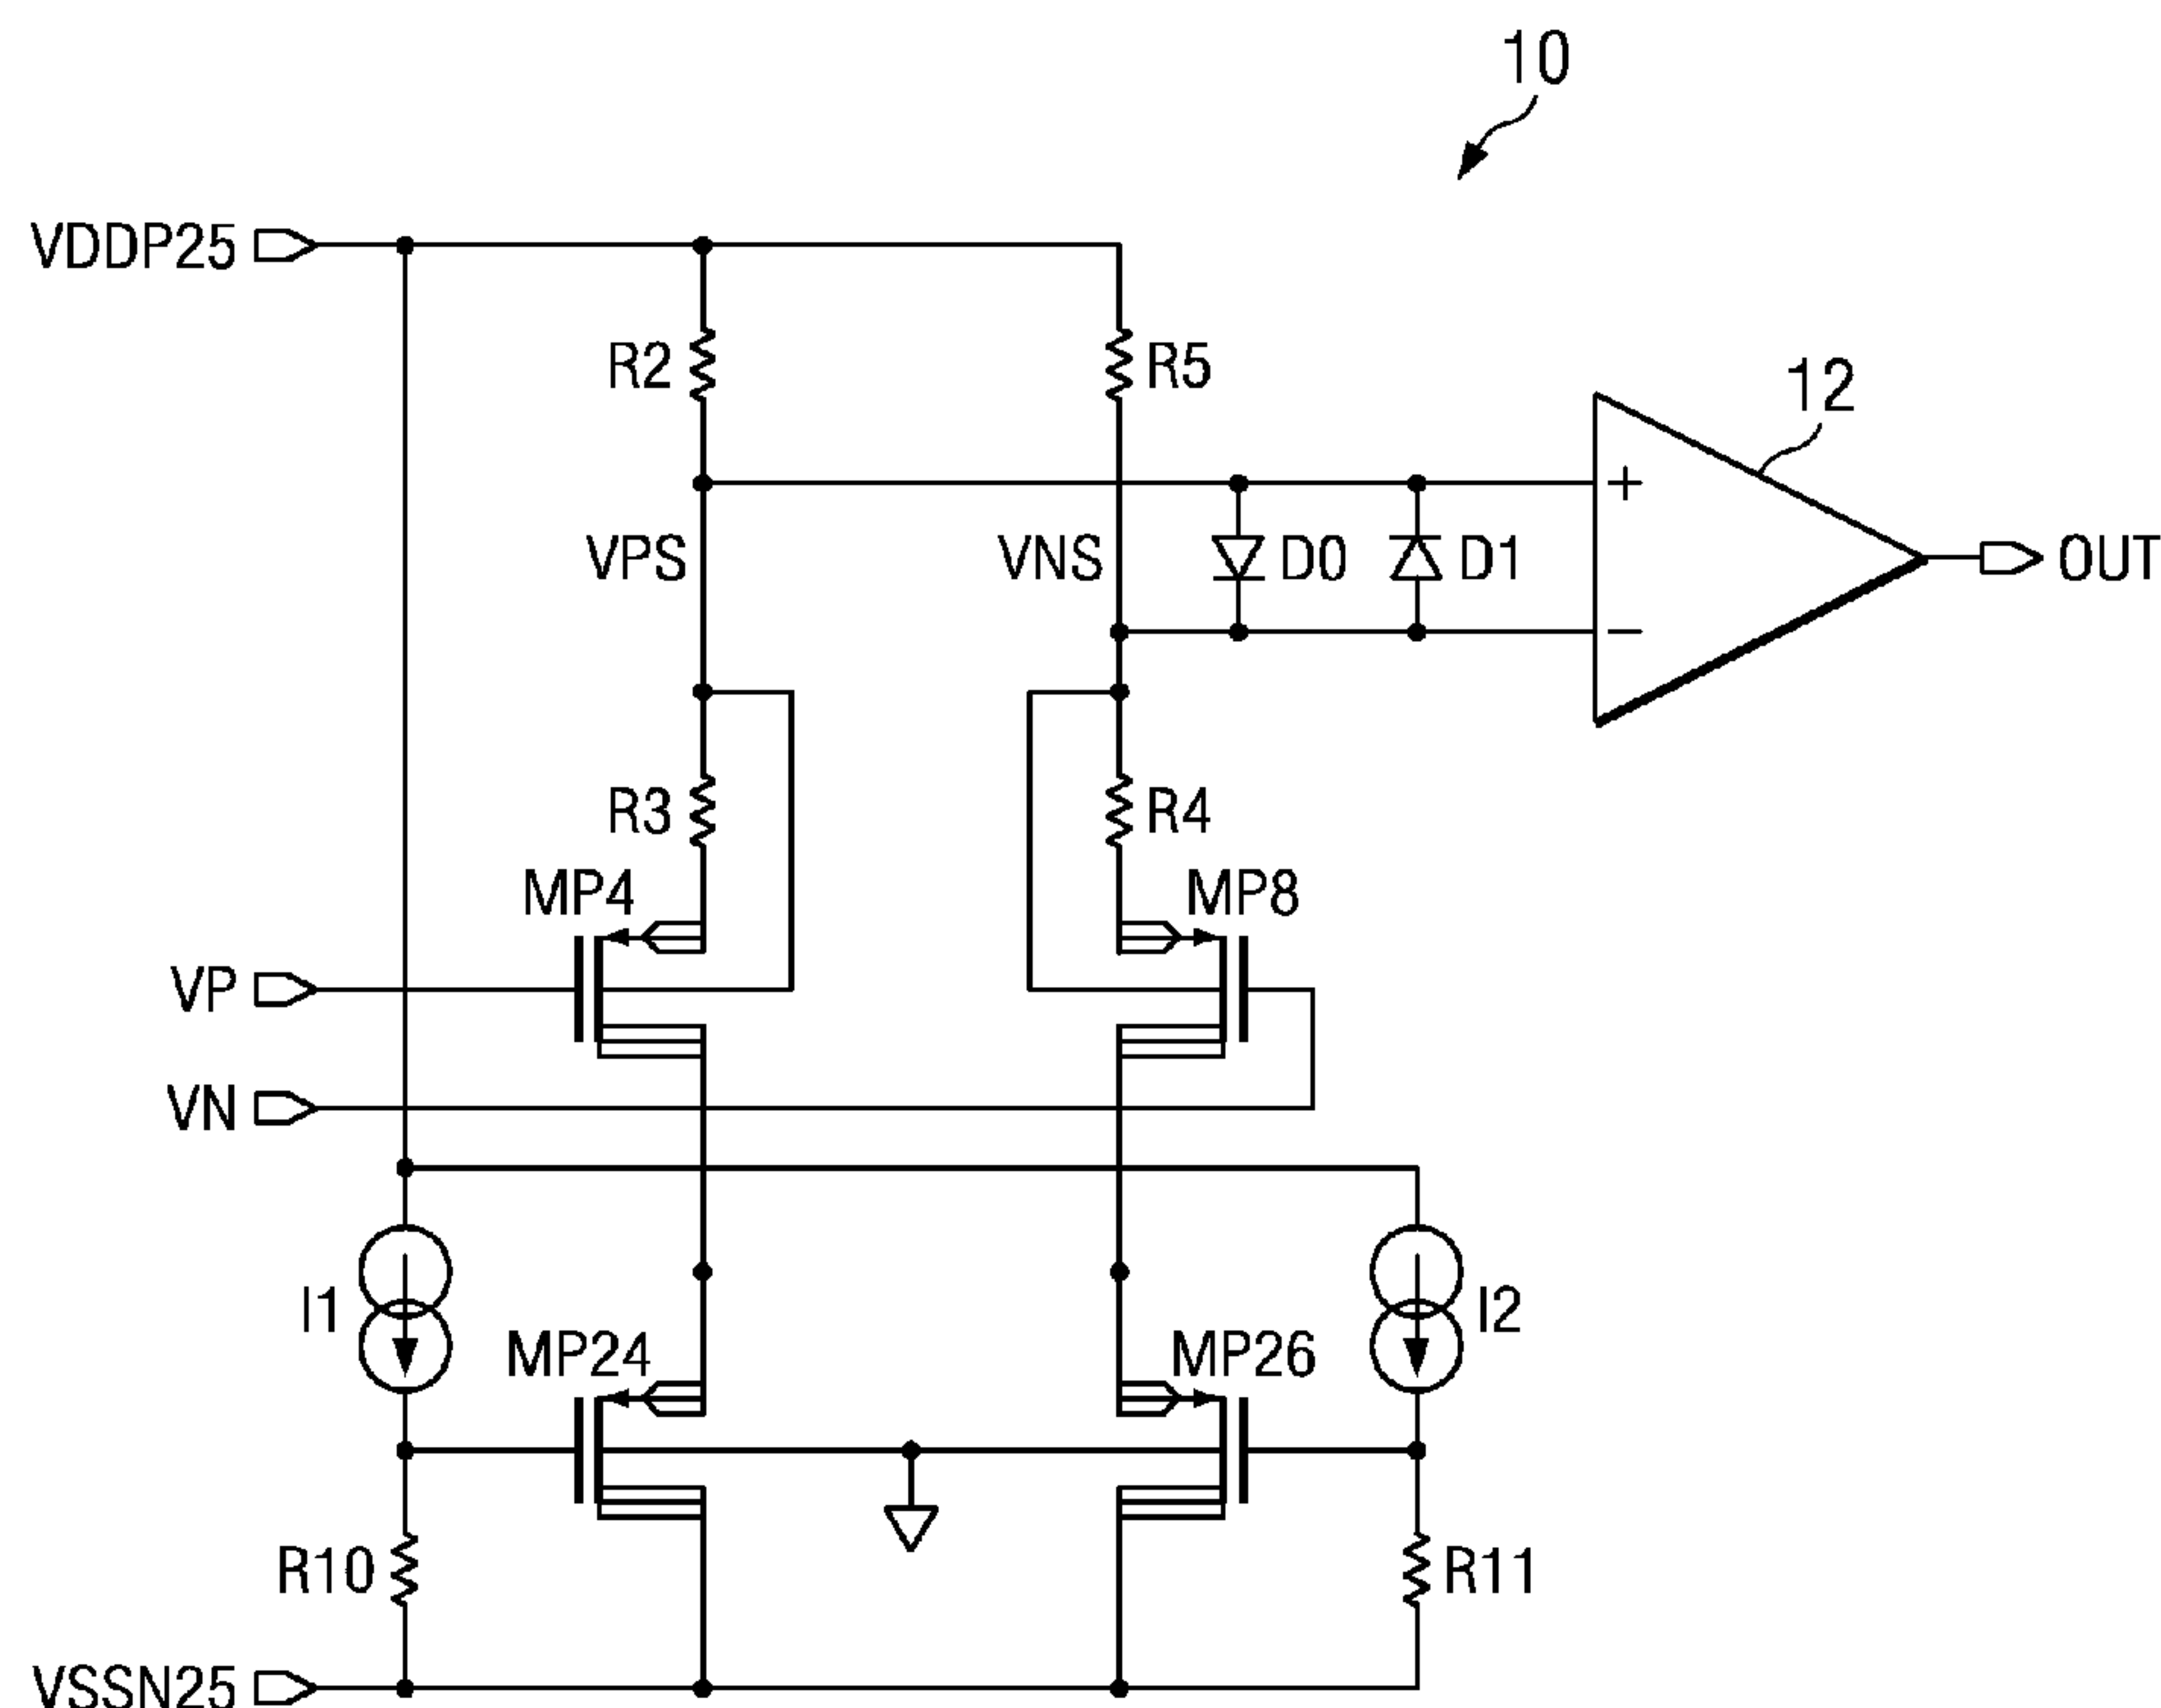 10
VDDP25
R2
R5
12
+
VPS
VNS
D0
D1
OUT
−
R3
R4
MP4
MP8
VP
VN
I1
I2
MP24
MP26
R10
R11
VSSN25